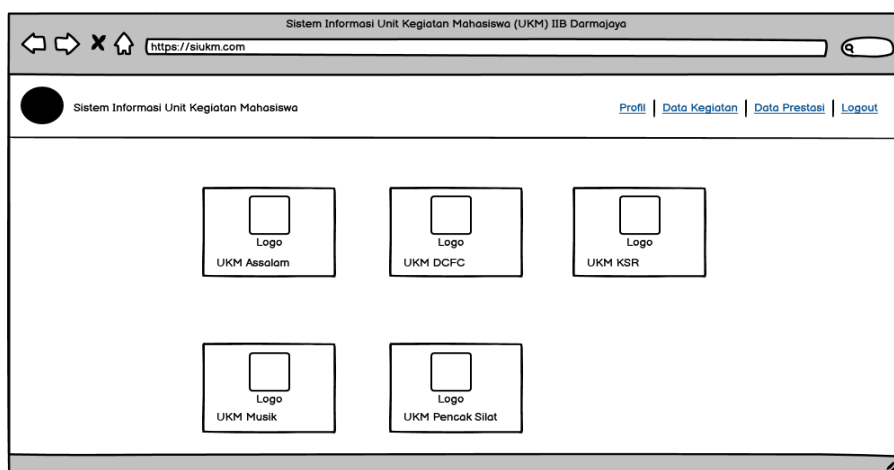 Sistem Informasi Unit Kegiatan Mahasiswa (UKM) IIB Darmajaya
https://siukm.com
Sistem Informasi Unit Kegiatan Mahasiswa
Profil
Data Kegiatan
Data Prestasi
Logout
Logo
UKM Assalam
Logo
UKM DCFC
Logo
UKM KSR
Logo
UKM Musik
Logo
UKM Pencak Silat